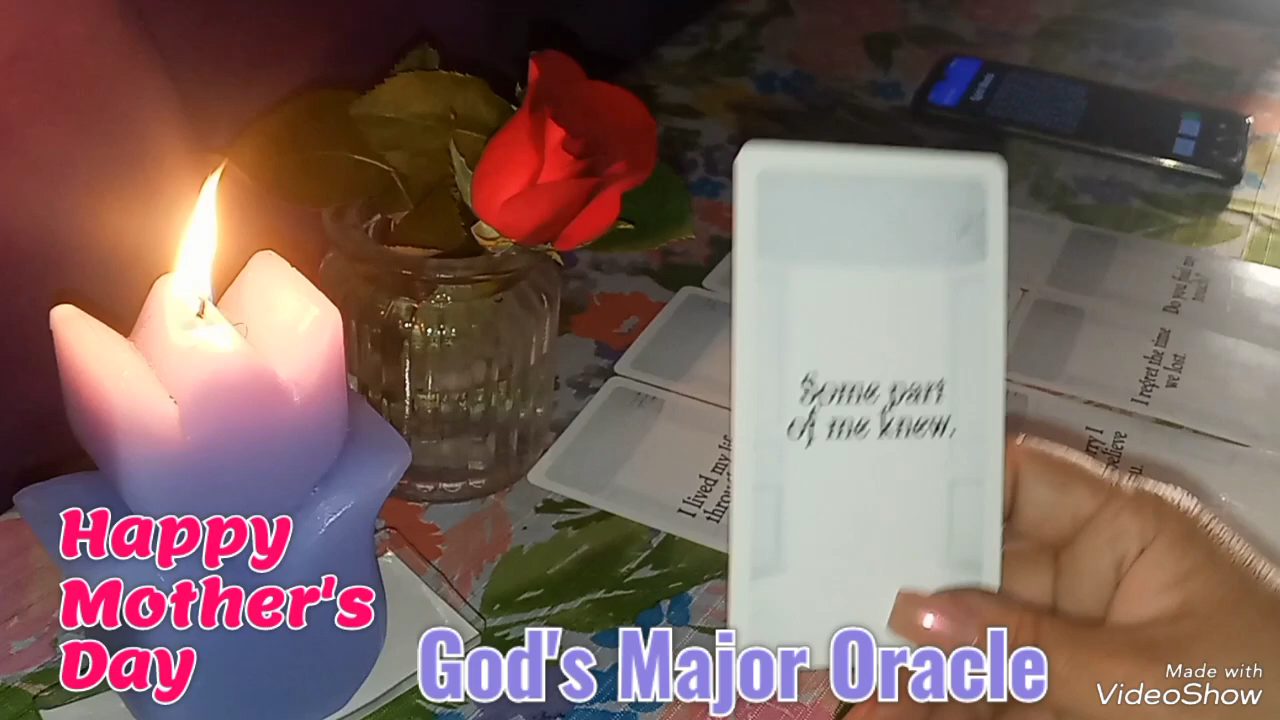 Some part
of me knew.
I lived my
Do you feel my
I regret the time
we lost.
believe
Happy
Mother's
Day
God's Major Oracle
Made with
VideoShow